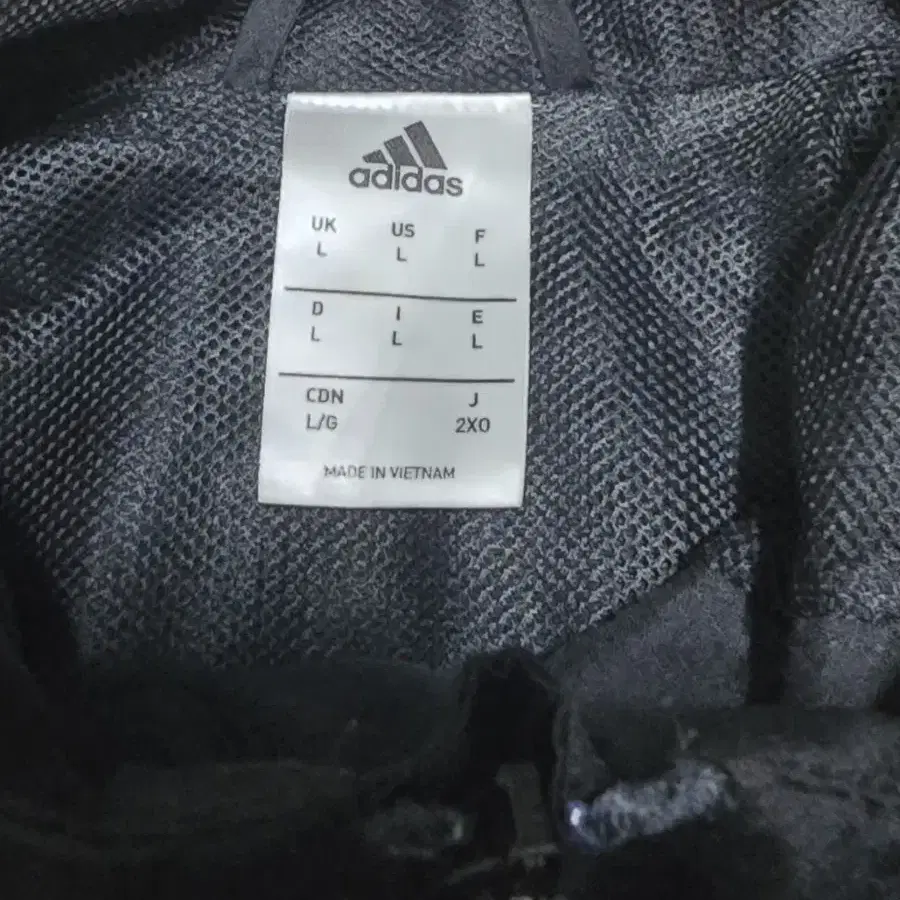 adidas
UK US F
L L L
D I E
L L L
CDN J
L/G 2XO
MADE IN VIETNAM